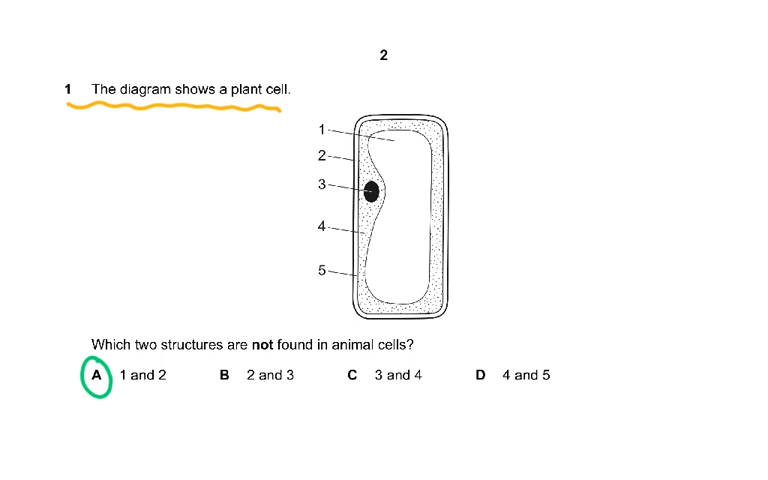 2
1 The diagram shows a plant cell.
1
2
3
4
5
Which two structures are not found in animal cells?
A 1 and 2 B 2 and 3 C 3 and 4 D 4 and 5